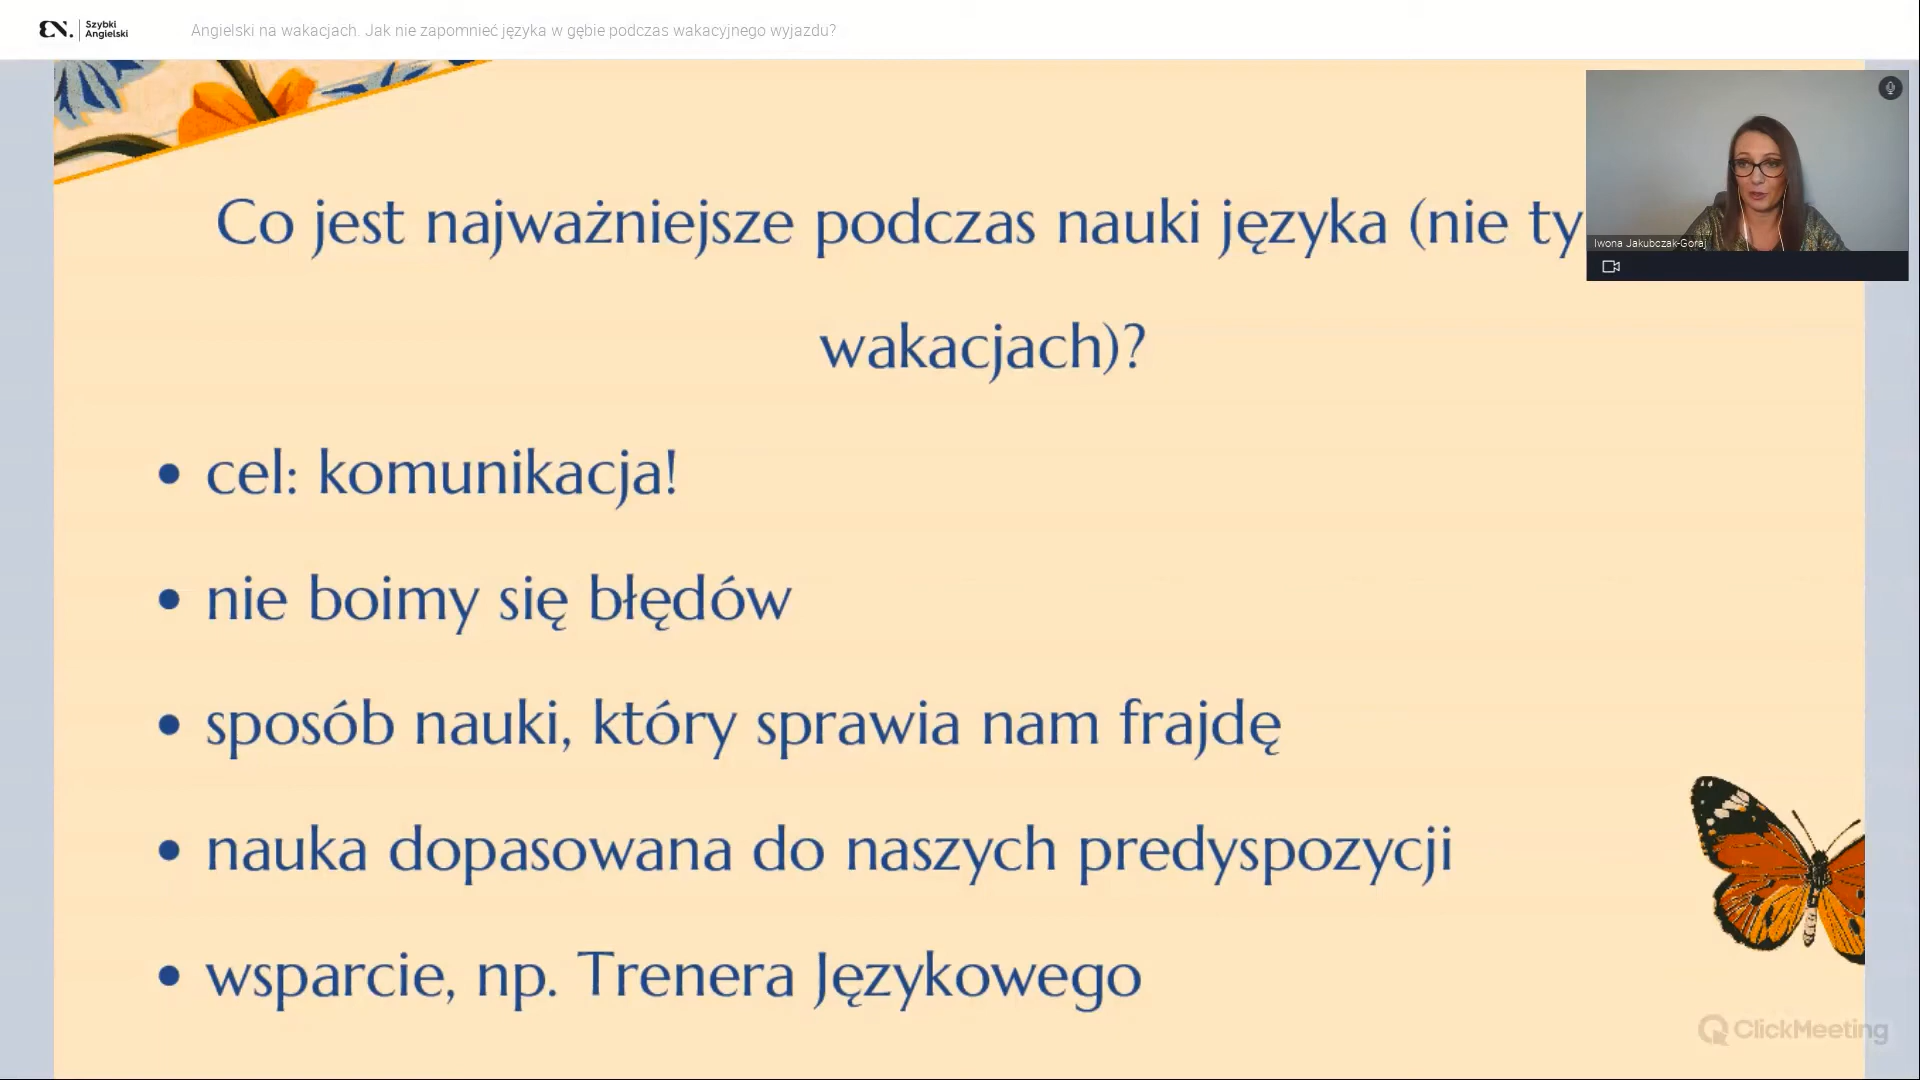 EN.
Szybki
Angielski
Angielski na wakacjach. Jak nie zapomnieć języka w gębie podczas wakacyjnego wyjazdu?
Co jest najważniejsze podczas nauki języka (nie ty
wakacjach)?
Iwona Jakubczak-Goraj
• cel: komunikacja!
• nie boimy się błędów
• sposób nauki, który sprawia nam frajdę
• nauka dopasowana do naszych predyspozycji
• wsparcie, np. Trenera Językowego
ClickMeeting